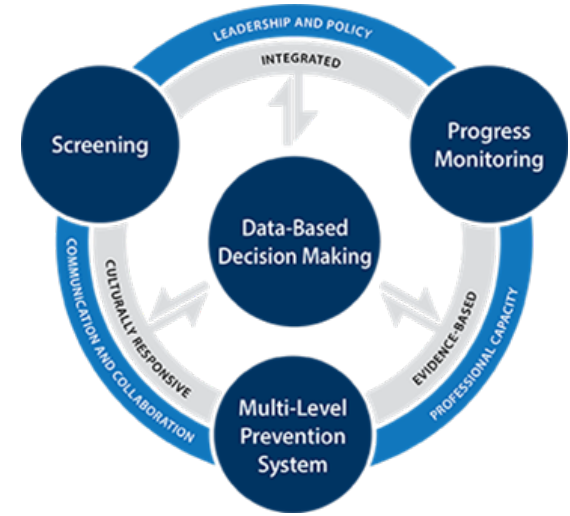 LEADERSHIP AND POLICY
INTEGRATED
Screening
Progress
Monitoring
Data-Based
Decision Making
COMMUNICATION AND COLLABORATION
CULTURALLY RESPONSIVE
EVIDENCE-BASED
PROFESSIONAL CAPACITY
Multi-Level
Prevention
System